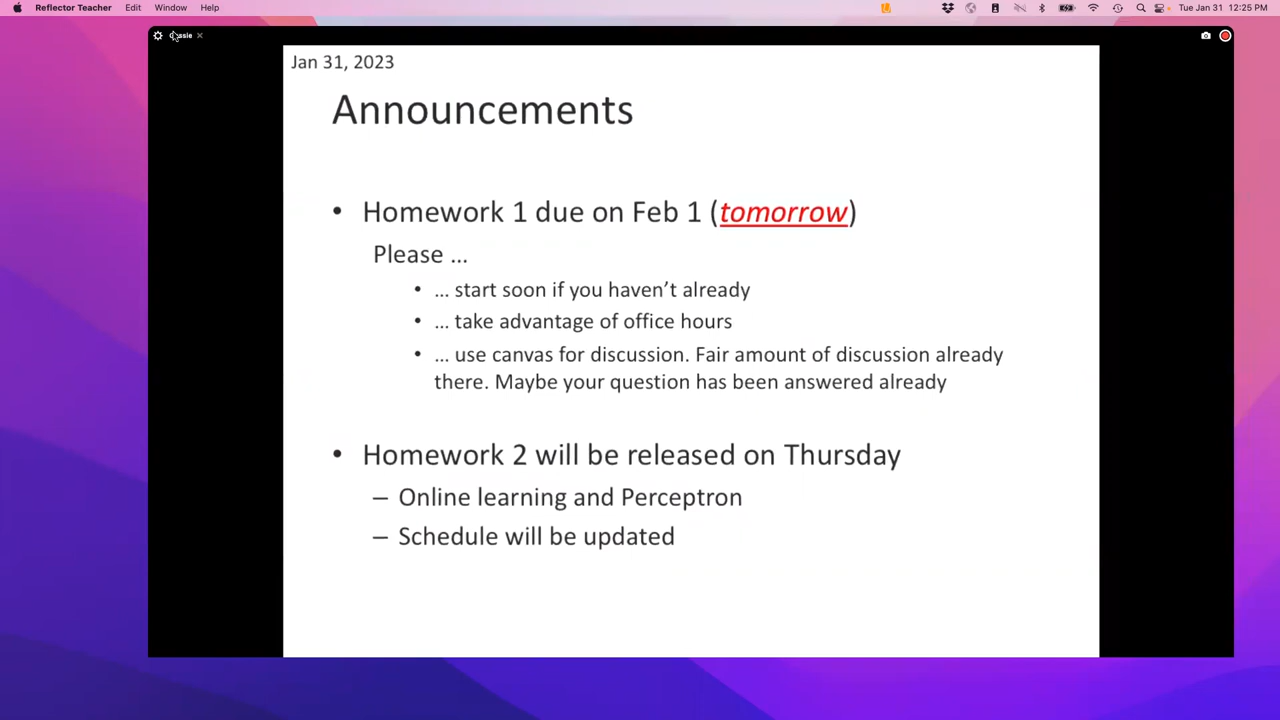 Reflector Teacher Edit Window Help Tue Jan 31 12:25 PM
Jan 31, 2023
Announcements
• Homework 1 due on Feb 1 (tomorrow)
Please …
• … start soon if you haven’t already
• … take advantage of office hours
• … use canvas for discussion. Fair amount of discussion already
there. Maybe your question has been answered already
• Homework 2 will be released on Thursday
– Online learning and Perceptron
– Schedule will be updated